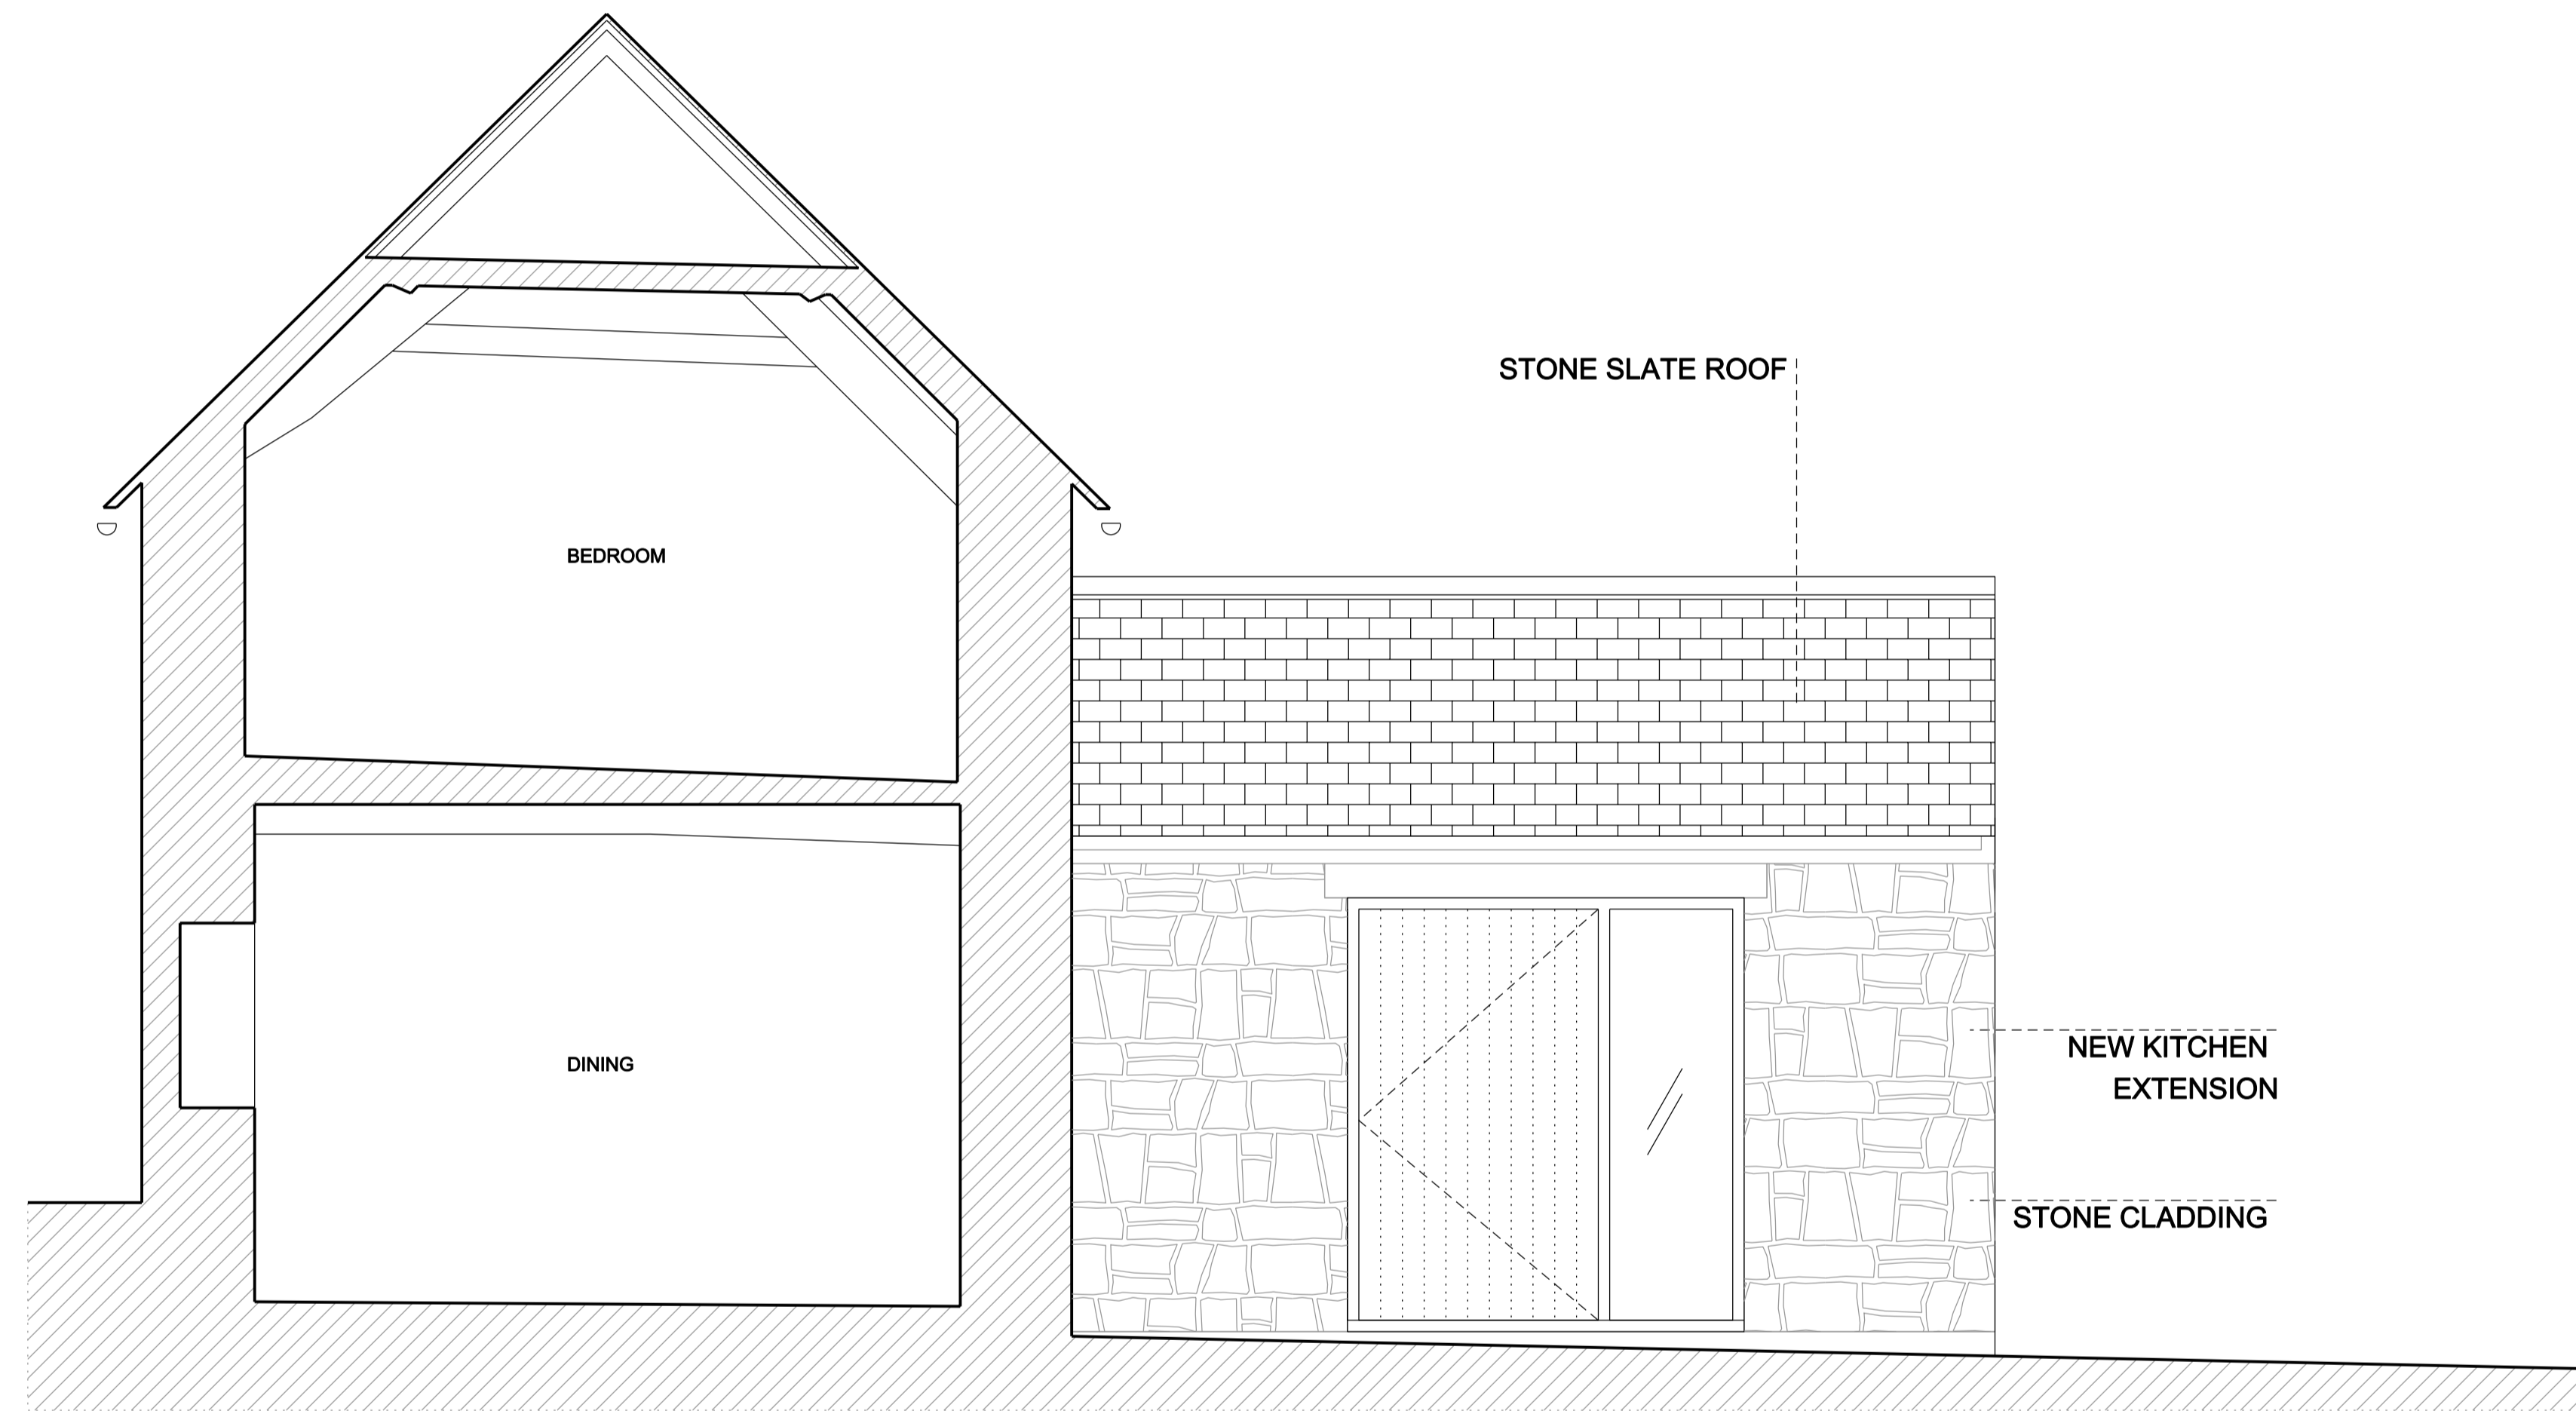 STONE SLATE ROOF
BEDROOM
NEW KITCHEN
EXTENSION
DINING
STONE CLADDING